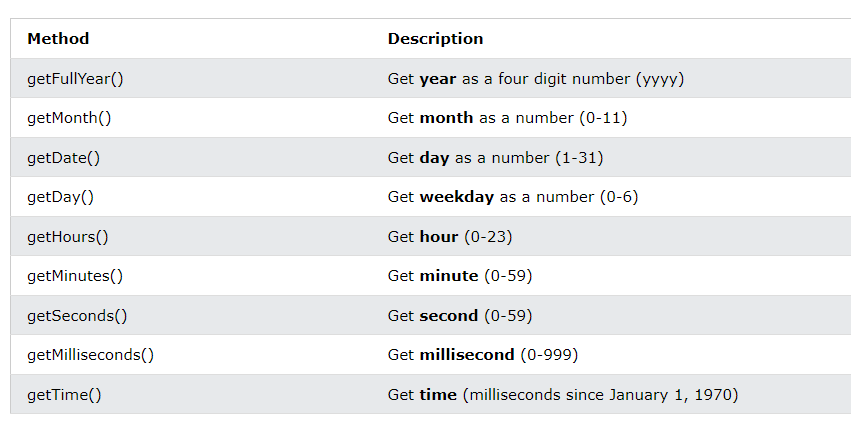 Method Description
getFullYear() Get year as a four digit number (yyyy)
getMonth() Get month as a number (0-11)
getDate() Get day as a number (1-31)
getDay() Get weekday as a number (0-6)
getHours() Get hour (0-23)
getMinutes() Get minute (0-59)
getSeconds() Get second (0-59)
getMilliseconds() Get millisecond (0-999)
getTime() Get time (milliseconds since January 1, 1970)